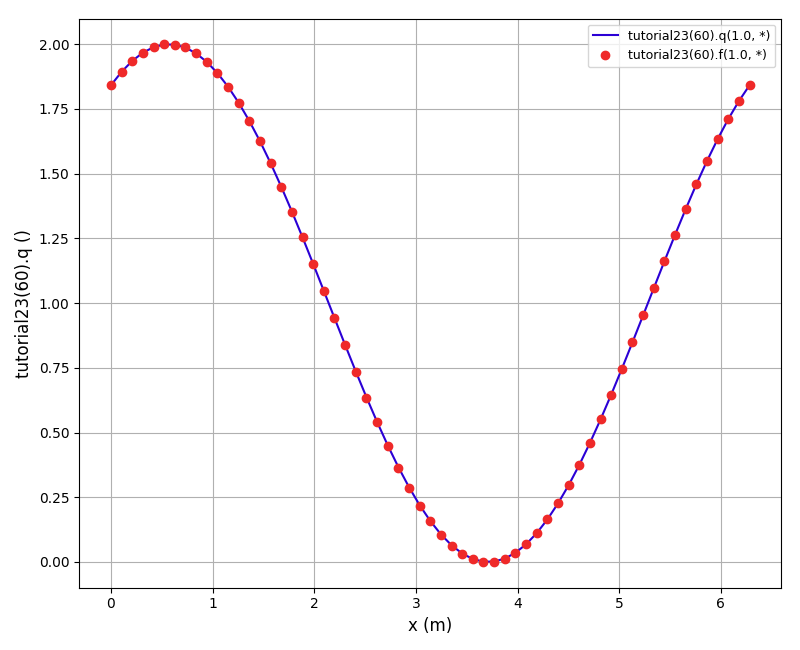 tutorial23(60).q(1.0, *)
tutorial23(60).f(1.0, *)
tutorial23(60).q ()
2.00
1.75
1.50
1.25
1.00
0.75
0.50
0.25
0.00
0 1 2 3 4 5 6
x (m)